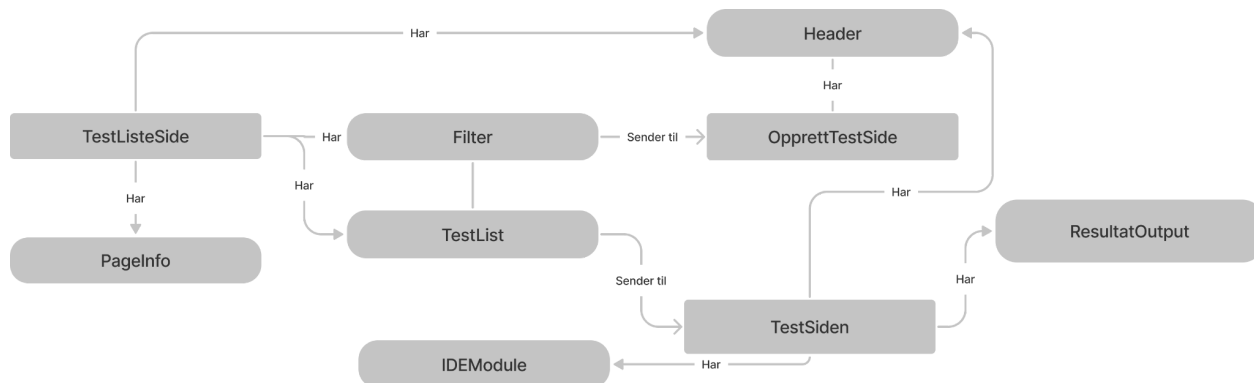 Har
Header
Har
TestListeSide
Har
Filter
Sender til
OpprettTestSide
Har
Har
Har
TestList
ResultatOutput
PageInfo
Sender til
Har
TestSiden
IDEModule
Har